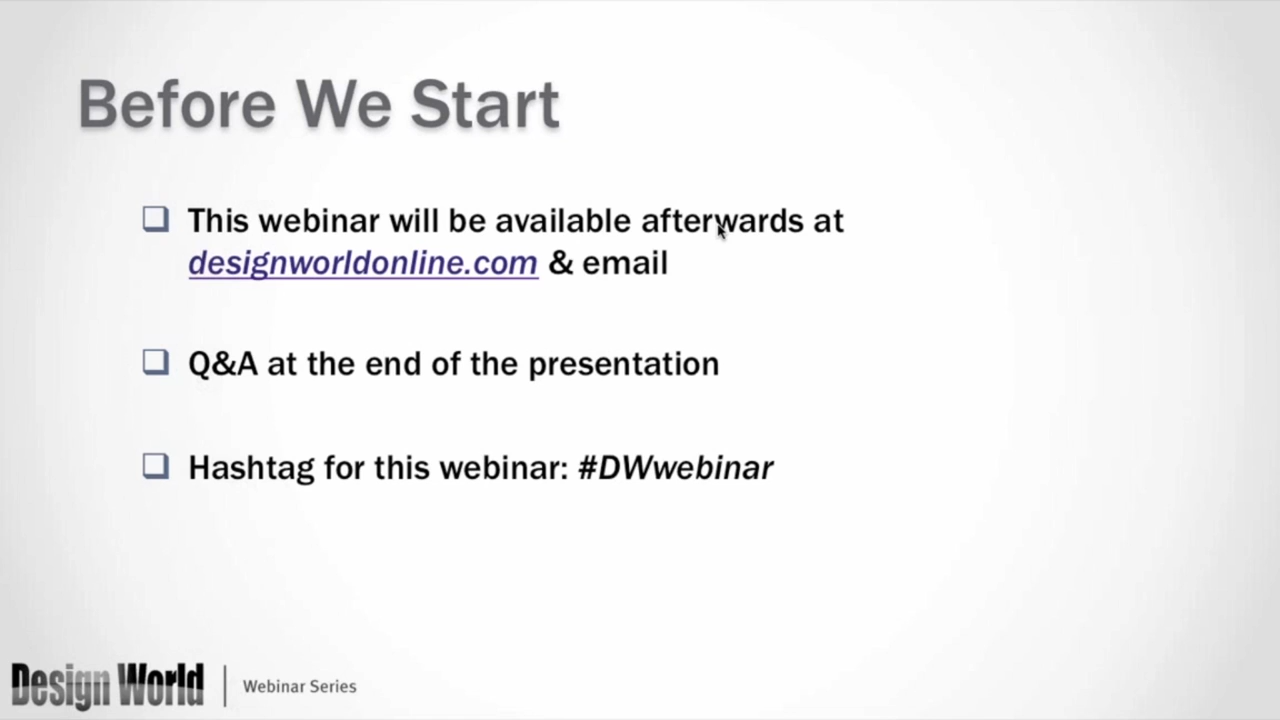 Before We Start
This webinar will be available afterwards at
designworldonline.com & email
Q&A at the end of the presentation
Hashtag for this webinar: #DWwebinar
Design World | Webinar Series